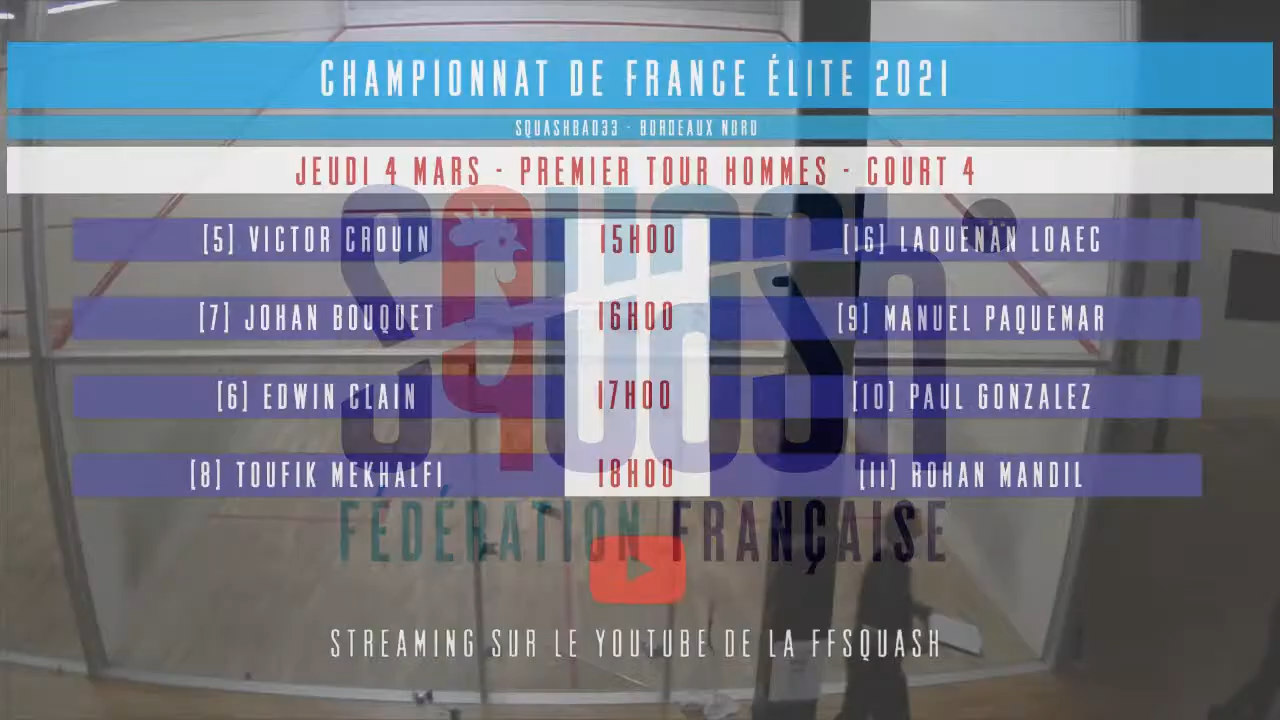 CHAMPIONNAT DE FRANCE ÉLITE 2021
SQUASHBAD33 - BORDEAUX NORD
JEUDI 4 MARS - PREMIER TOUR HOMMES - COURT 4
[5] VICTOR CROUIN 15H00 [16] LAOUENAN LOAEC
[7] JOHAN BOUQUET 16H00 [9] MANUEL PAQUEMAR
[6] EDWIN CLAIN 17H00 [10] PAUL GONZALEZ
[8] TOUFIK MEKHALFI 18H00 [11] ROHAN MANDIL
SQUASH
FÉDÉRATION FRANÇAISE
STREAMING SUR LE YOUTUBE DE LA FFSQUASH